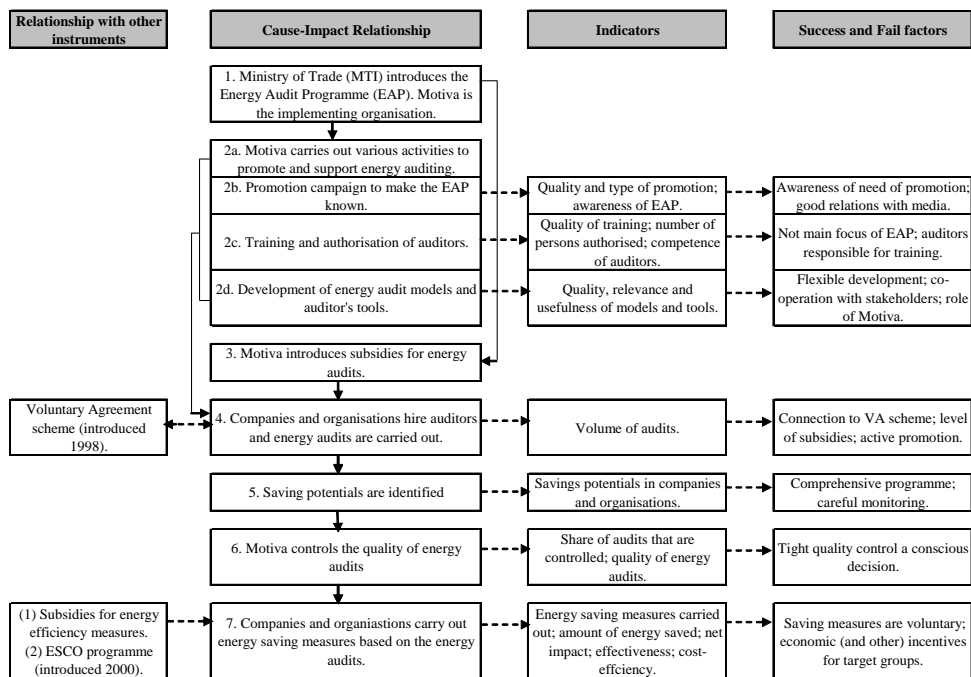 Relationship with other
instruments
Cause-Impact Relationship
Indicators
Success and Fail factors
1. Ministry of Trade (MTI) introduces the
Energy Audit Programme (EAP). Motiva is
the implementing organisation.
2a. Motiva carries out various activities to
promote and support energy auditing.
2b. Promotion campaign to make the EAP
known.
Quality and type of promotion;
awareness of EAP.
Awareness of need of promotion;
good relations with media.
2c. Training and authorisation of auditors.
Quality of training; number of
persons authorised; competence
of auditors.
Not main focus of EAP; auditors
responsible for training.
2d. Development of energy audit models and
auditor's tools.
Quality, relevance and
usefulness of models and tools.
Flexible development; co-
operation with stakeholders; role
of Motiva.
3. Motiva introduces subsidies for energy
audits.
Voluntary Agreement
scheme (introduced
1998).
4. Companies and organisations hire auditors
and energy audits are carried out.
Volume of audits.
Connection to VA scheme; level
of subsidies; active promotion.
5. Saving potentials are identified
Savings potentials in companies
and organisations.
Comprehensive programme;
careful monitoring.
6. Motiva controls the quality of energy
audits
Share of audits that are
controlled; quality of energy
audits.
Tight quality control a conscious
decision.
(1) Subsidies for energy
efficiency measures.
(2) ESCO programme
(introduced 2000).
7. Companies and organiastions carry out
energy saving measures based on the energy
audits.
Energy saving measures carried
out; amount of energy saved; net
impact; effectiveness; cost-
effciency.
Saving measures are voluntary;
economic (and other) incentives
for target groups.